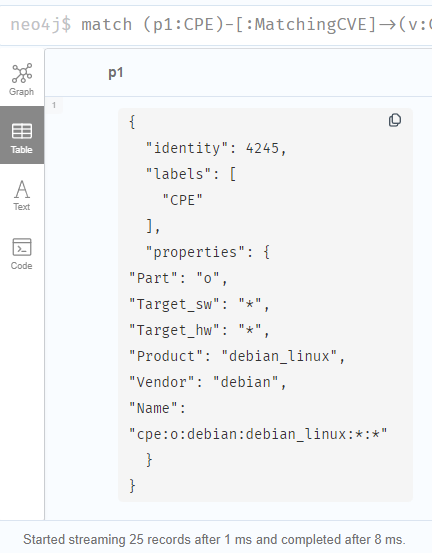 neo4j$ match (p1:CPE)-[:MatchingCVE]→(v:
Graph
p1
1
Table
{
"identity": 4245,
"labels": [
"CPE"
],
"properties": {
"Part": "o",
"Target_sw": "*",
"Target_hw": "*",
"Product": "debian_linux",
"Vendor": "debian",
"Name":
"cpe:o:debian:debian_linux:*:*"
}
}
Text
Code
Started streaming 25 records after 1 ms and completed after 8 ms.